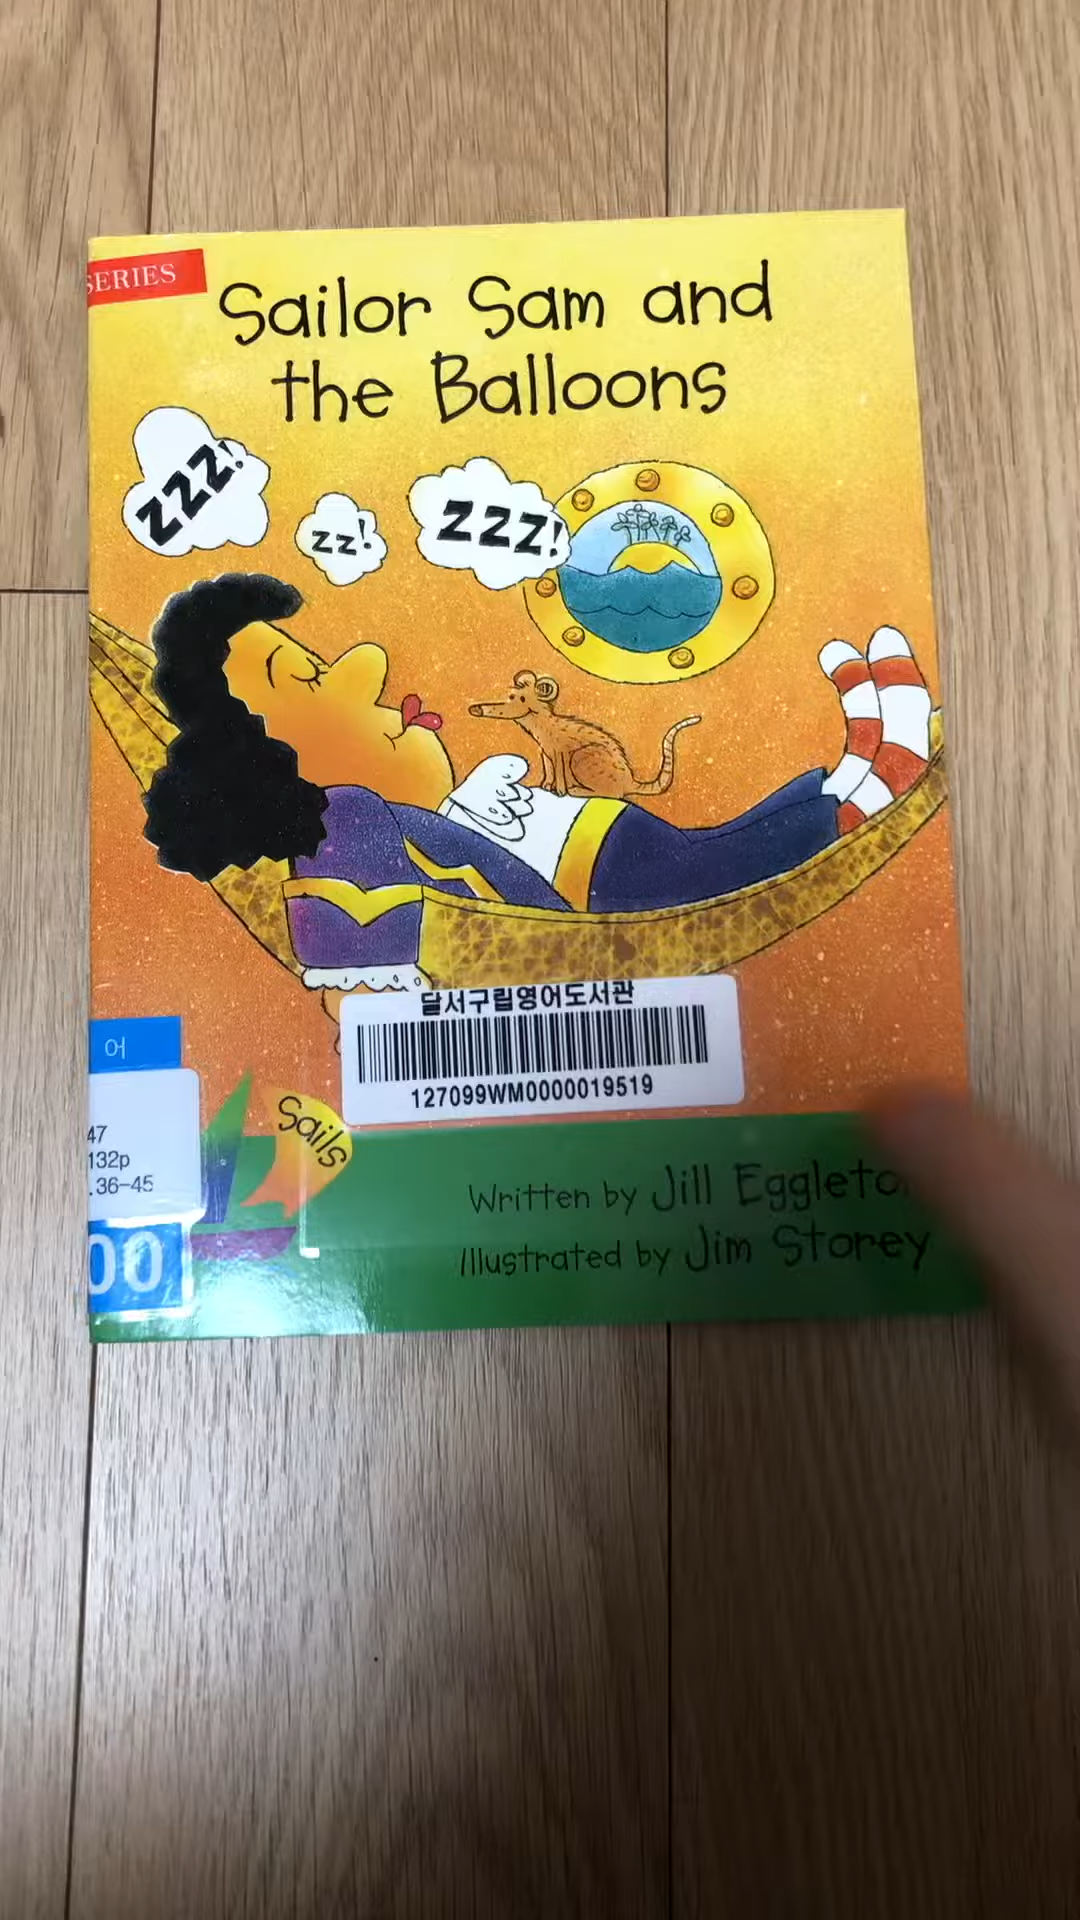 SERIES
Sailor Sam and
the Balloons
ZZZ!
ZZ!
ZZZ!
달서구립영어도서관
127099WM0000019519
어
47
132p
.36-45
00
Sails
Written by Jill
Illustrated by Jim Storey